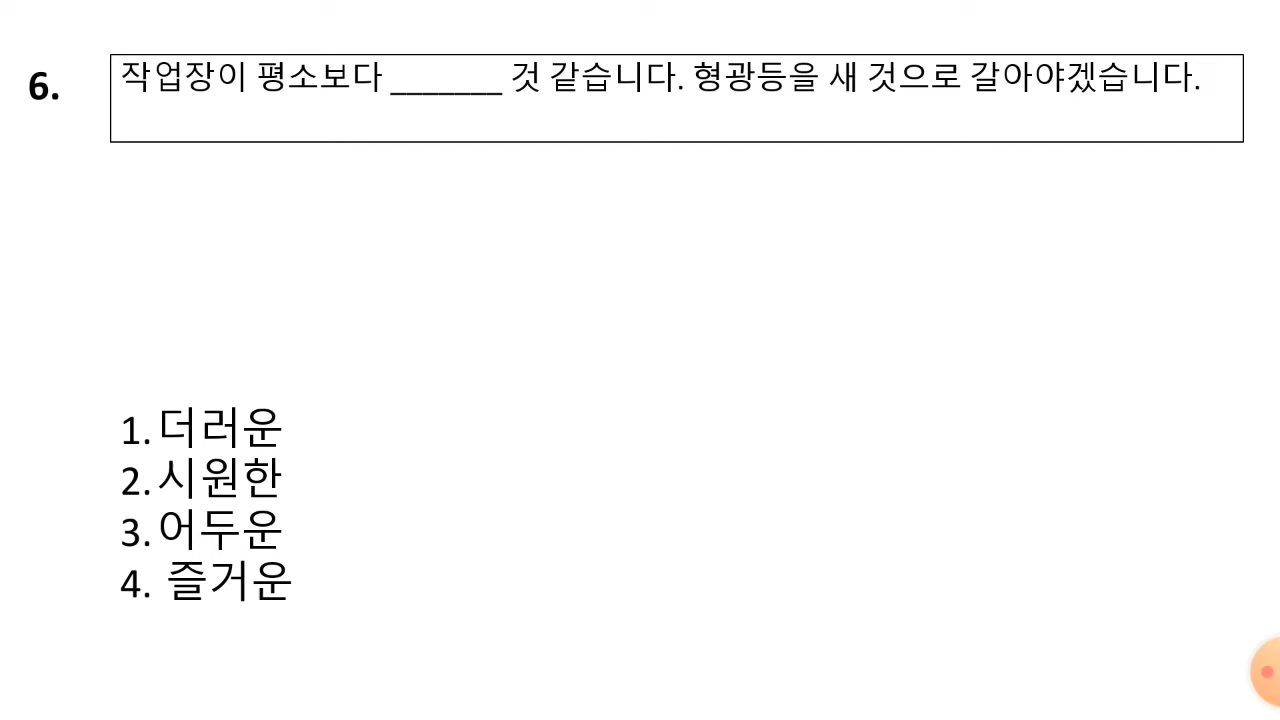 6.
작업장이 평소보다 _______ 것 같습니다. 형광등을 새 것으로 갈아야겠습니다.
1. 더러운
2. 시원한
3. 어두운
4. 즐거운